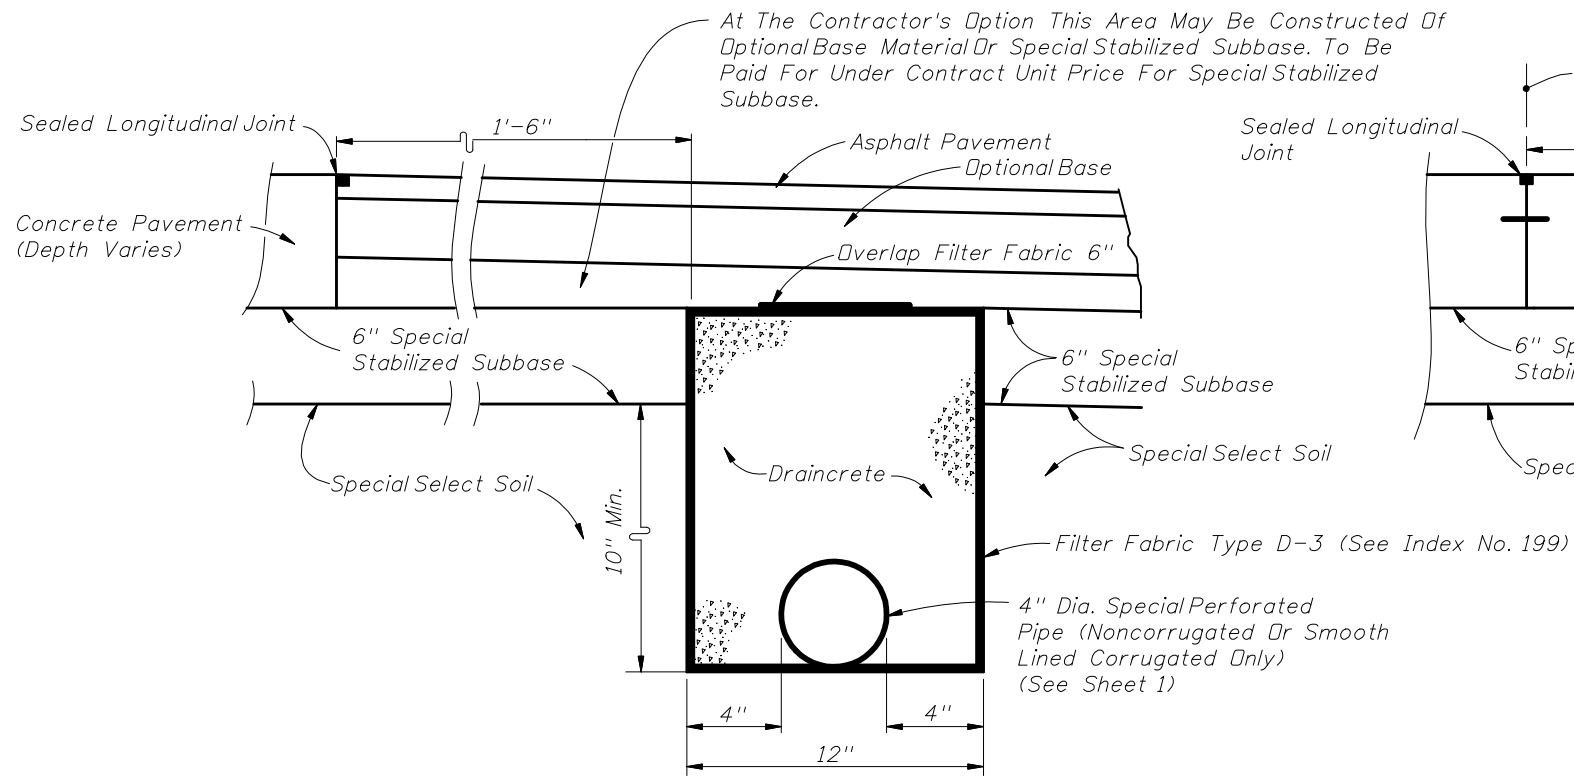 At The Contractor's Option This Area May Be Constructed Of
Optional Base Material Or Special Stabilized Subbase. To Be
Paid For Under Contract Unit Price For Special Stabilized
Subbase.
Sealed Longitudinal Joint
1'-6"
Asphalt Pavement
Optional Base
Concrete Pavement
(Depth Varies)
Overlap Filter Fabric 6"
6" Special
Stabilized Subbase
6" Special
Stabilized Subbase
Special Select Soil
Special Select Soil
Draincrete
10" Min.
Filter Fabric Type D-3 (See Index No. 199)
4" Dia. Special Perforated
Pipe (Noncorrugated Or Smooth
Lined Corrugated Only)
(See Sheet 1)
4"
4"
12"
Sealed Longitudinal
Joint
6"